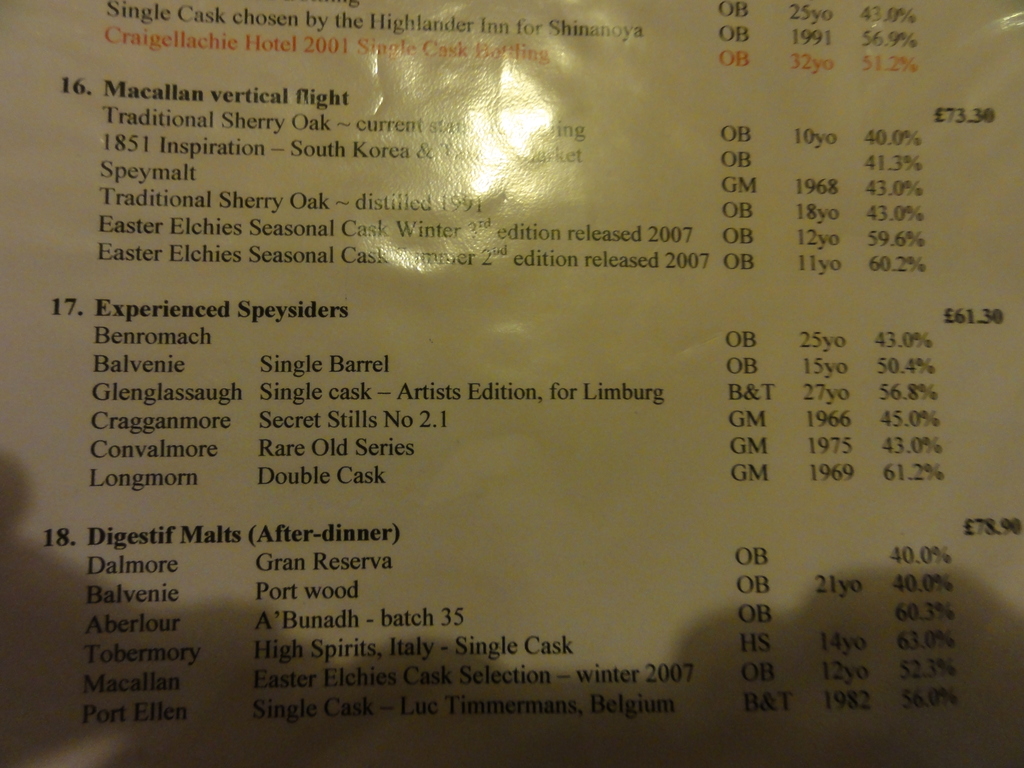 Single Cask chosen by the Highlander Inn for Shinanoya OB 25yo 43.0%
Craigellachie Hotel 2001 Single Cask Bottling OB 1991 56.9%
OB 32yo 51.2%
16. Macallan vertical flight £73.30
Traditional Sherry Oak ~ current OB 10yo 40.0%
1851 Inspiration – South Korea & market OB 41.3%
Speymalt GM 1968 43.0%
Traditional Sherry Oak ~ distilled 1991 OB 18yo 43.0%
Easter Elchies Seasonal Cask Winter 3rd edition released 2007 OB 12yo 59.6%
Easter Elchies Seasonal Cask Summer 2nd edition released 2007 OB 11yo 60.2%
17. Experienced Speysiders £61.30
Benromach OB 25yo 43.0%
Balvenie Single Barrel OB 15yo 50.4%
Glenglassaugh Single cask – Artists Edition, for Limburg B&T 27yo 56.8%
Cragganmore Secret Stills No 2.1 GM 1966 45.0%
Convalmore Rare Old Series GM 1975 43.0%
Longmorn Double Cask GM 1969 61.2%
18. Digestif Malts (After-dinner) £78.90
Dalmore Gran Reserva OB 40.0%
Balvenie Port wood OB 21yo 40.0%
Aberlour A'Bunadh - batch 35 OB 60.3%
Tobermory High Spirits, Italy - Single Cask HS 14yo 63.0%
Macallan Easter Elchies Cask Selection – winter 2007 OB 12yo 52.3%
Port Ellen Single Cask – Luc Timmermans, Belgium B&T 1982 56.0%